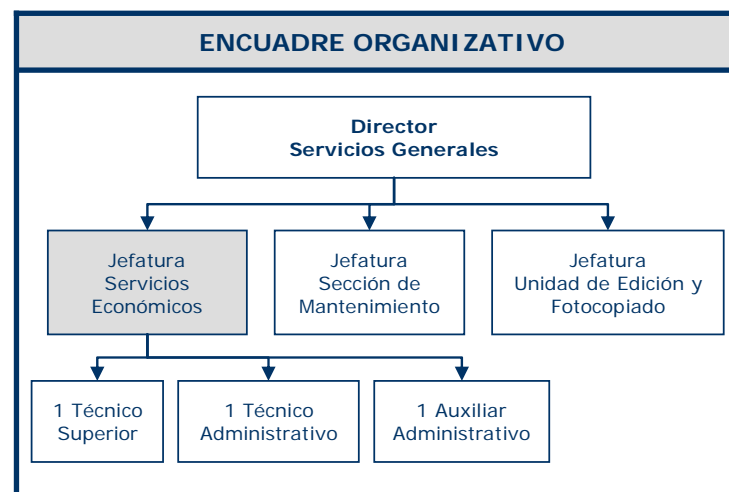 ENCUADRE ORGANIZATIVO
Director
Servicios Generales
Jefatura
Servicios
Económicos
Jefatura
Sección de
Mantenimiento
Jefatura
Unidad de Edición y
Fotocopiado
1 Técnico
Superior
1 Técnico
Administrativo
1 Auxiliar
Administrativo